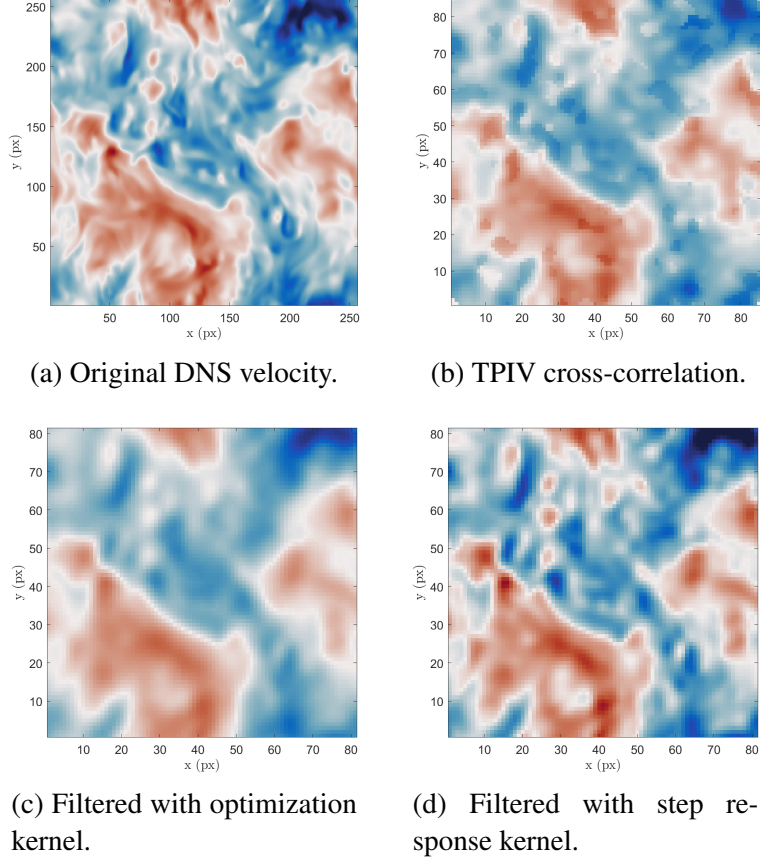 250
200
150
100
50
y (px)
50 100 150 200 250
x (px)
80
70
60
50
40
30
20
10
y (px)
10 20 30 40 50 60 70 80
x (px)
(a) Original DNS velocity.
(b) TPIV cross-correlation.
80
70
60
50
40
30
20
10
y (px)
10 20 30 40 50 60 70 80
x (px)
80
70
60
50
40
30
20
10
y (px)
10 20 30 40 50 60 70 80
x (px)
(c) Filtered with optimization
kernel.
(d) Filtered with step re-
sponse kernel.